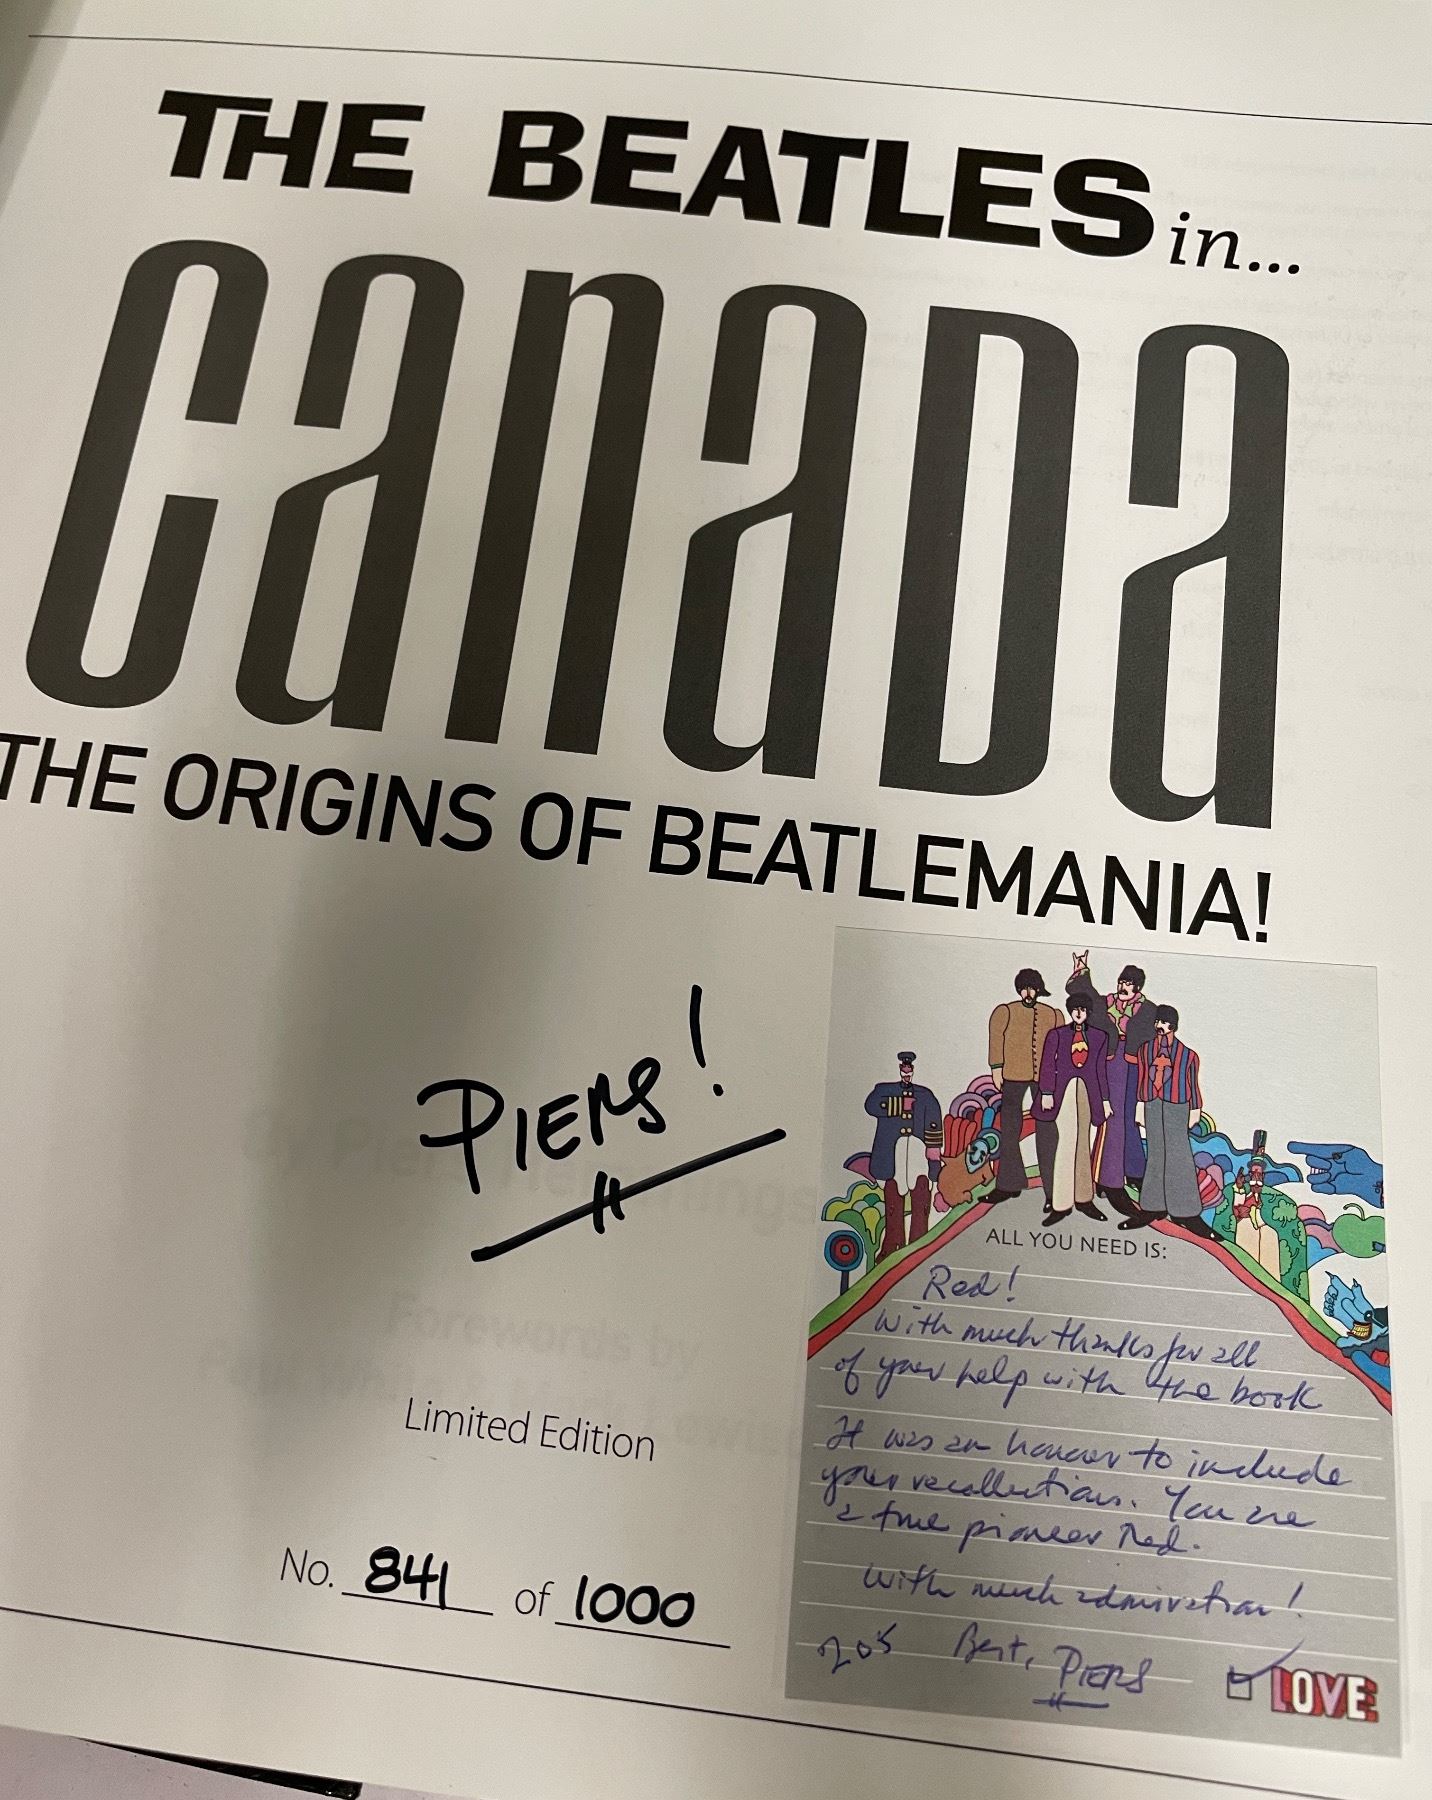 THE BEATLES in...
CANADA
THE ORIGINS OF BEATLEMANIA!
PIERS!
Limited Edition
No. 841 of 1000
ALL YOU NEED IS:
Red!
With much thanks for all
of your help with the book
It was an honour to include
your recollections. You are
a true pioneer Red.
With much admiration!
Best, PIERS
LOVE